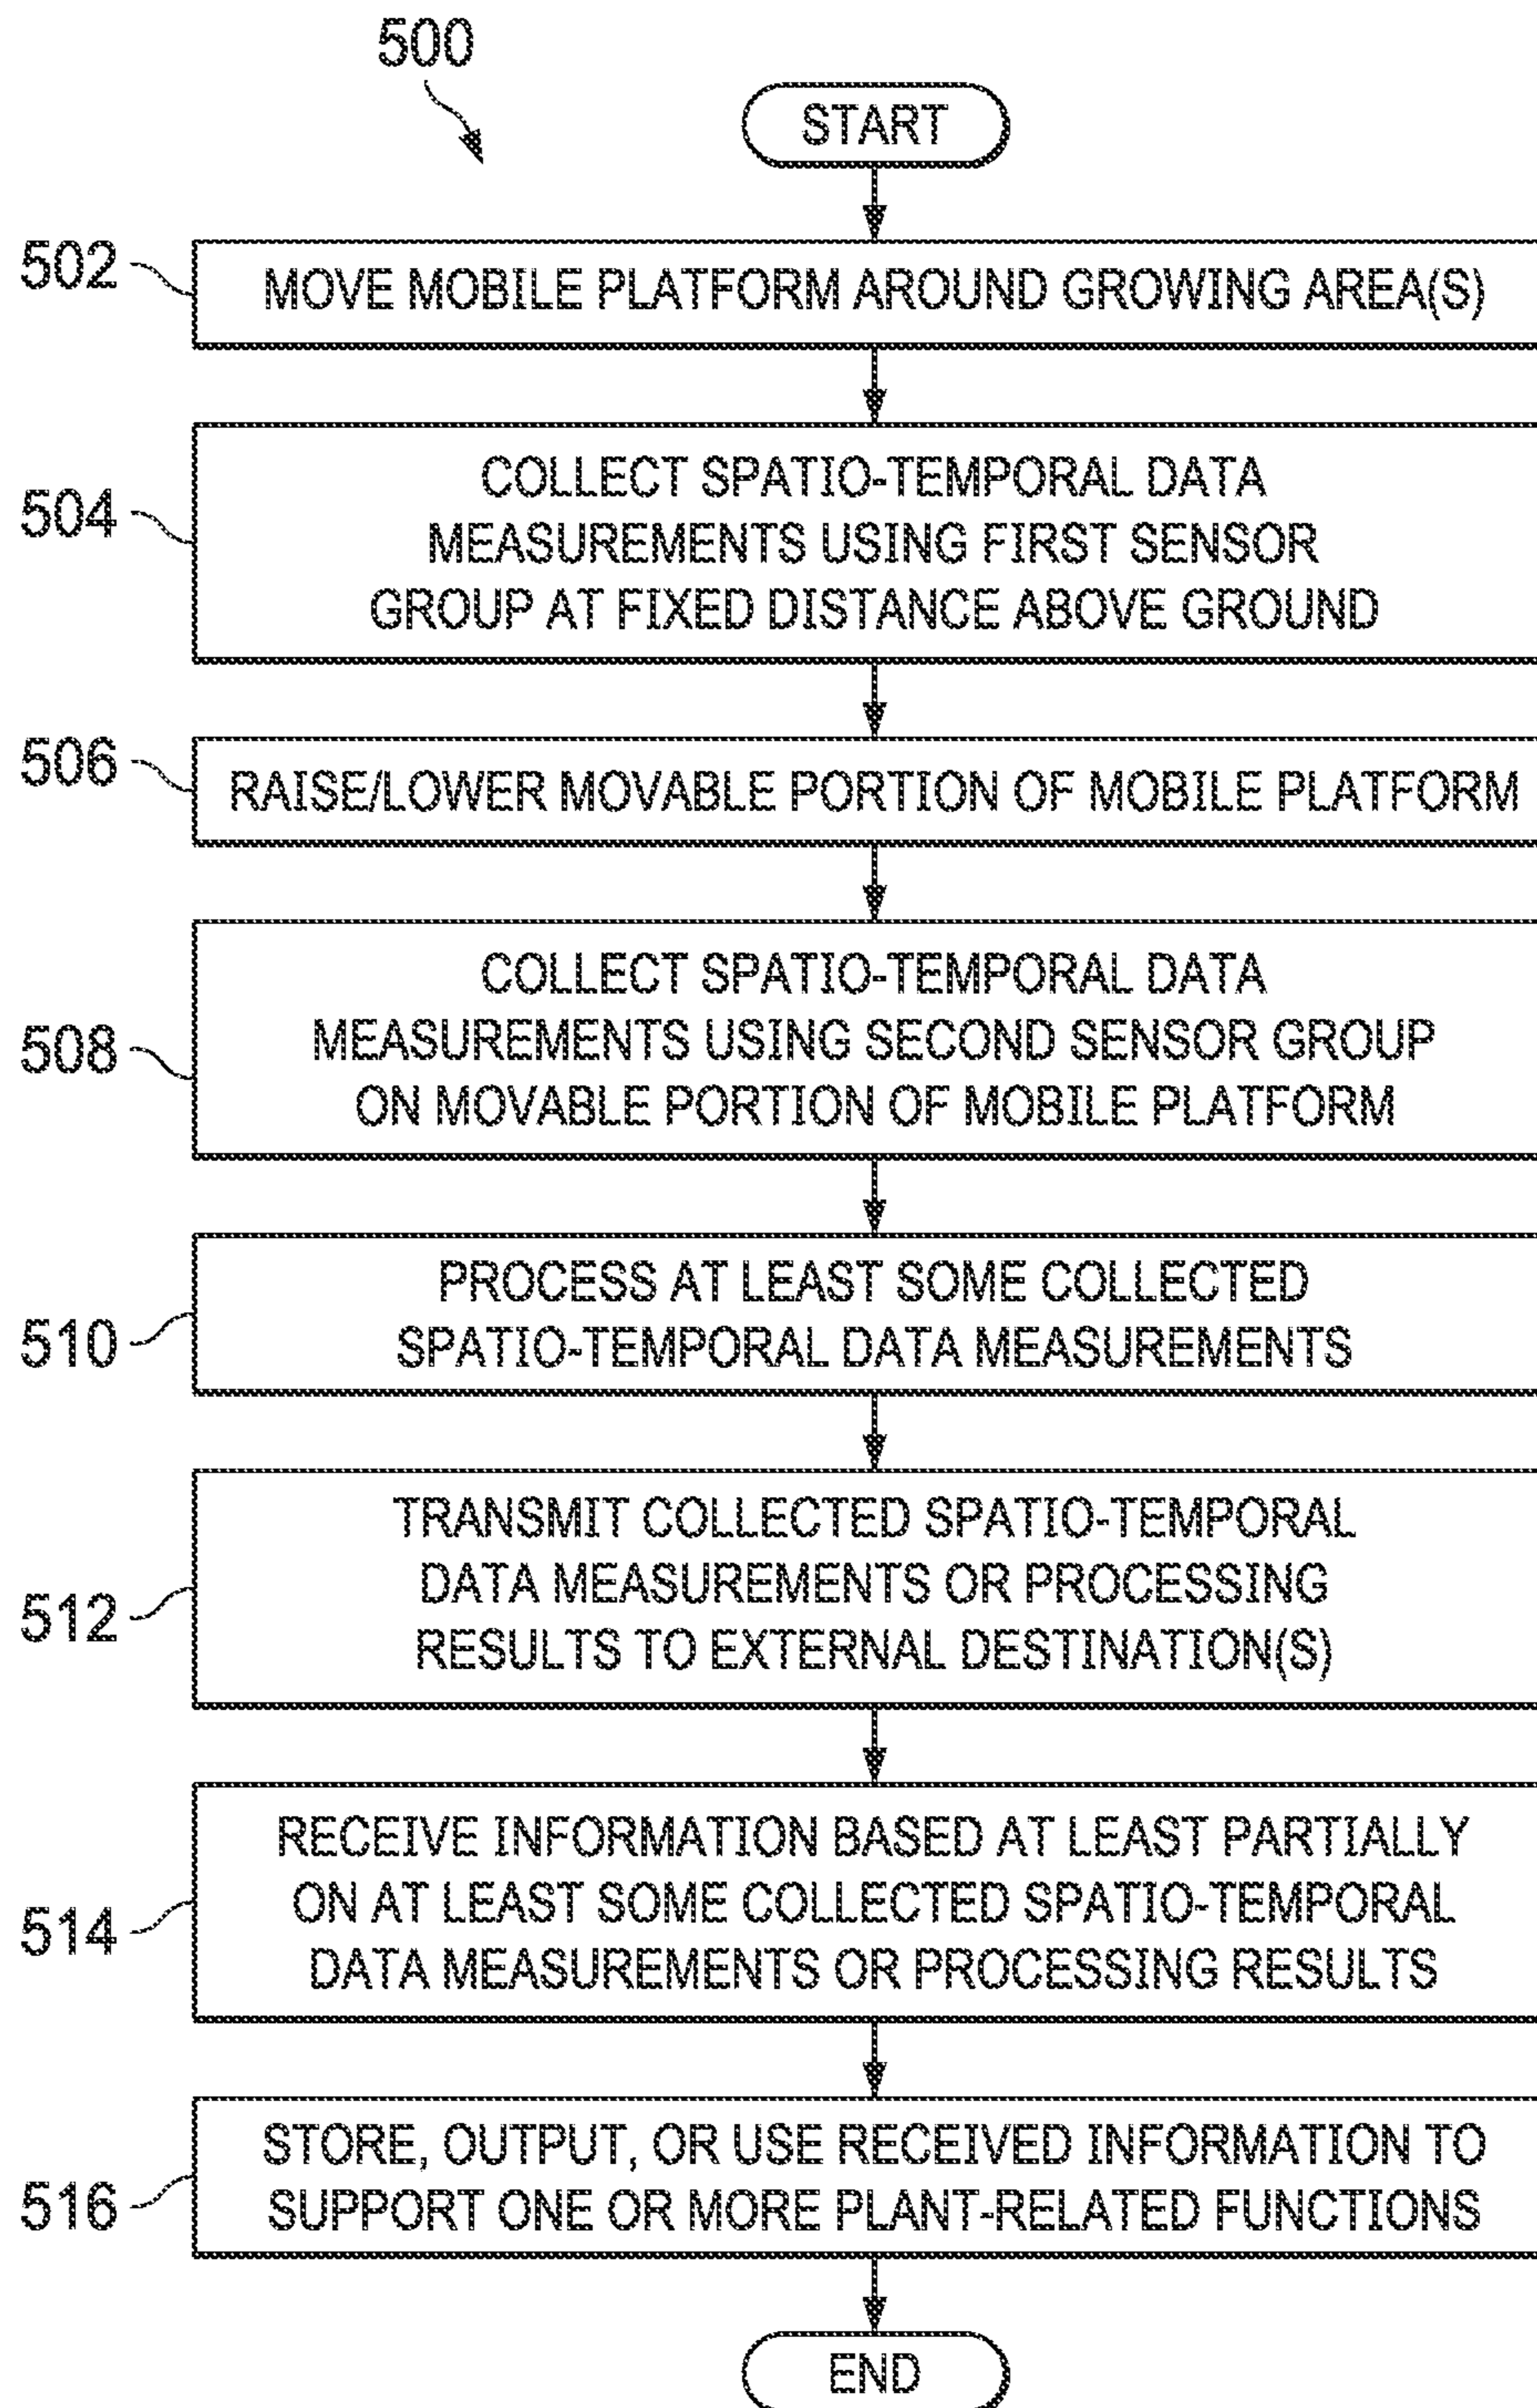 500
START
502
MOVE MOBILE PLATFORM AROUND GROWING AREA(S)
504
COLLECT SPATIO-TEMPORAL DATA
MEASUREMENTS USING FIRST SENSOR
GROUP AT FIXED DISTANCE ABOVE GROUND
506
RAISE/LOWER MOVABLE PORTION OF MOBILE PLATFORM
508
COLLECT SPATIO-TEMPORAL DATA
MEASUREMENTS USING SECOND SENSOR GROUP
ON MOVABLE PORTION OF MOBILE PLATFORM
510
PROCESS AT LEAST SOME COLLECTED
SPATIO-TEMPORAL DATA MEASUREMENTS
512
TRANSMIT COLLECTED SPATIO-TEMPORAL
DATA MEASUREMENTS OR PROCESSING
RESULTS TO EXTERNAL DESTINATION(S)
514
RECEIVE INFORMATION BASED AT LEAST PARTIALLY
ON AT LEAST SOME COLLECTED SPATIO-TEMPORAL
DATA MEASUREMENTS OR PROCESSING RESULTS
516
STORE, OUTPUT, OR USE RECEIVED INFORMATION TO
SUPPORT ONE OR MORE PLANT-RELATED FUNCTIONS
END